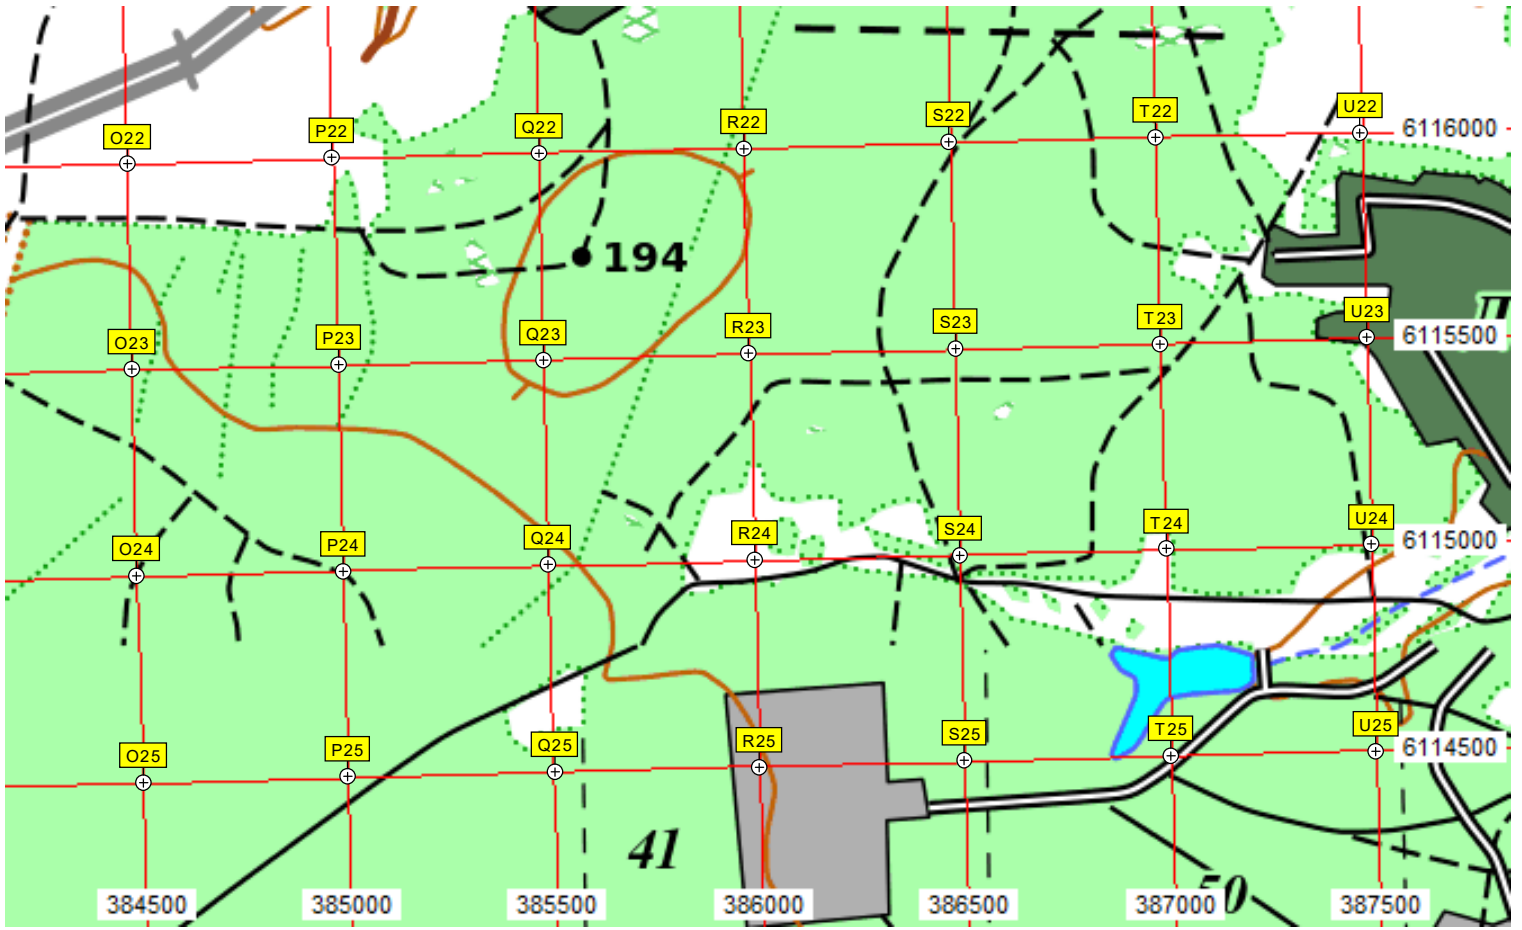 O22 P22 Q22 R22 S22 T22 U22 6116000
194
O23 P23 Q23 R23 S23 T23 U23 6115500
O24 P24 Q24 R24 S24 T24 U24 6115000
O25 P25 Q25 R25 S25 T25 U25 6114500
41
50
384500 385000 385500 386000 386500 387000 387500